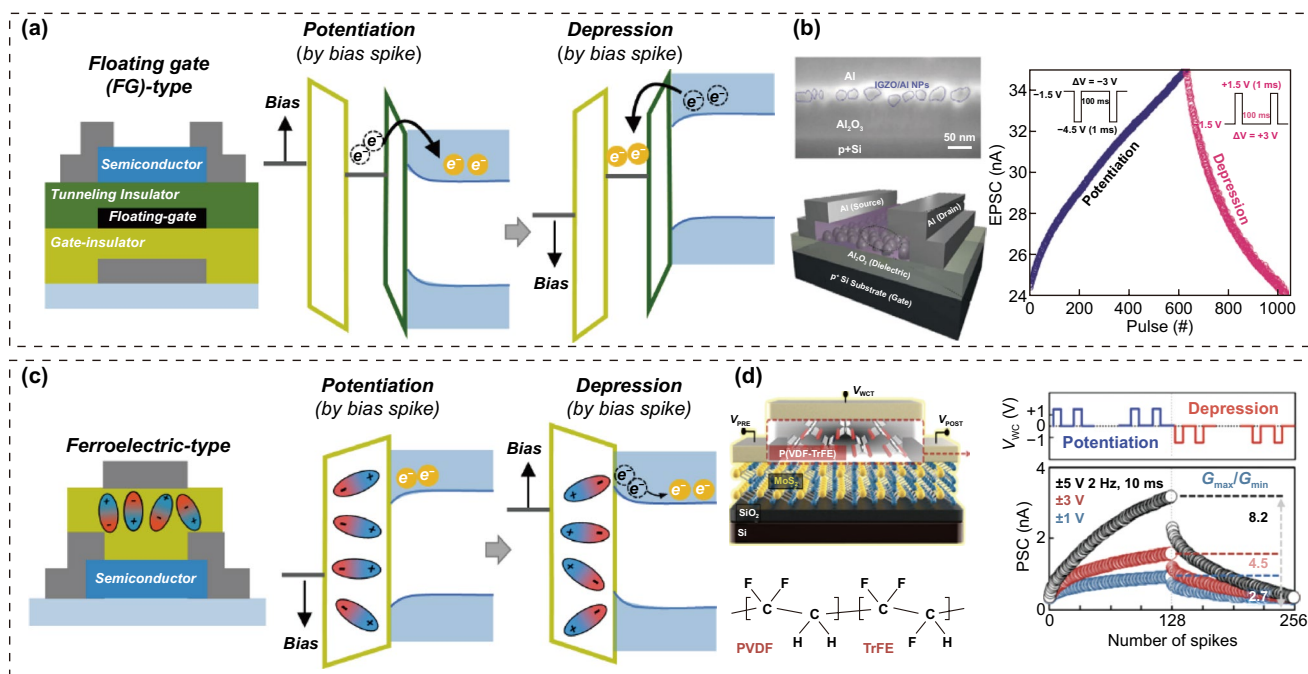 (a)
Floating gate
(FG)-type
Semiconductor
Tunneling Insulator
Floating-gate
Gate-insulator
Potentiation
(by bias spike)
Bias
e⁻ e⁻
e⁻ e⁻
Depression
(by bias spike)
e⁻ e⁻
e⁻ e⁻
Bias
(b)
Al
IGZO/Al NPs
Al₂O₃
p+Si
50 nm
Al (Source)
Al (Drain)
Al₂O₃ (Dielectric)
p⁺ Si Substrate (Gate)
EPSC (nA)
34
32
30
28
26
24
ΔV = −3 V
−1.5 V
100 ms
−4.5 V (1 ms)
+1.5 V (1 ms)
100 ms
−1.5 V
ΔV = +3 V
Potentiation
Depression
0 200 400 600 800 1000
Pulse (#)
(c)
Ferroelectric-type
Semiconductor
Potentiation
(by bias spike)
e⁻ e⁻
Bias
Depression
(by bias spike)
Bias
e⁻ e⁻
e⁻ e⁻
(d)
V_WCT
V_PRE
V_POST
P(VDF-TrFE)
MoS₂
SiO₂
Si
F F F F
C C C C
H H F H
PVDF TrFE
V_WC (V)
+1
0
−1
Potentiation
Depression
PSC (nA)
4
2
0
±5 V 2 Hz, 10 ms
±3 V
±1 V
G_max/G_min
8.2
4.5
2.7
0 128 256
Number of spikes